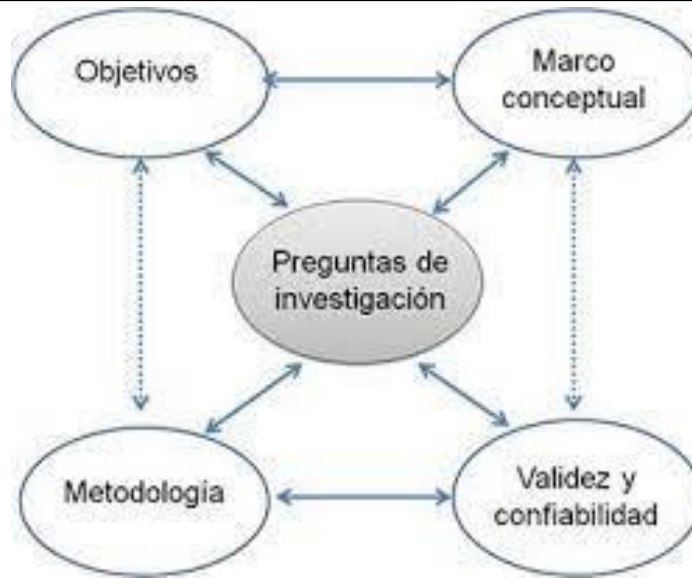 Objetivos
Marco
conceptual
Preguntas de
investigación
Metodología
Validez y
confiabilidad